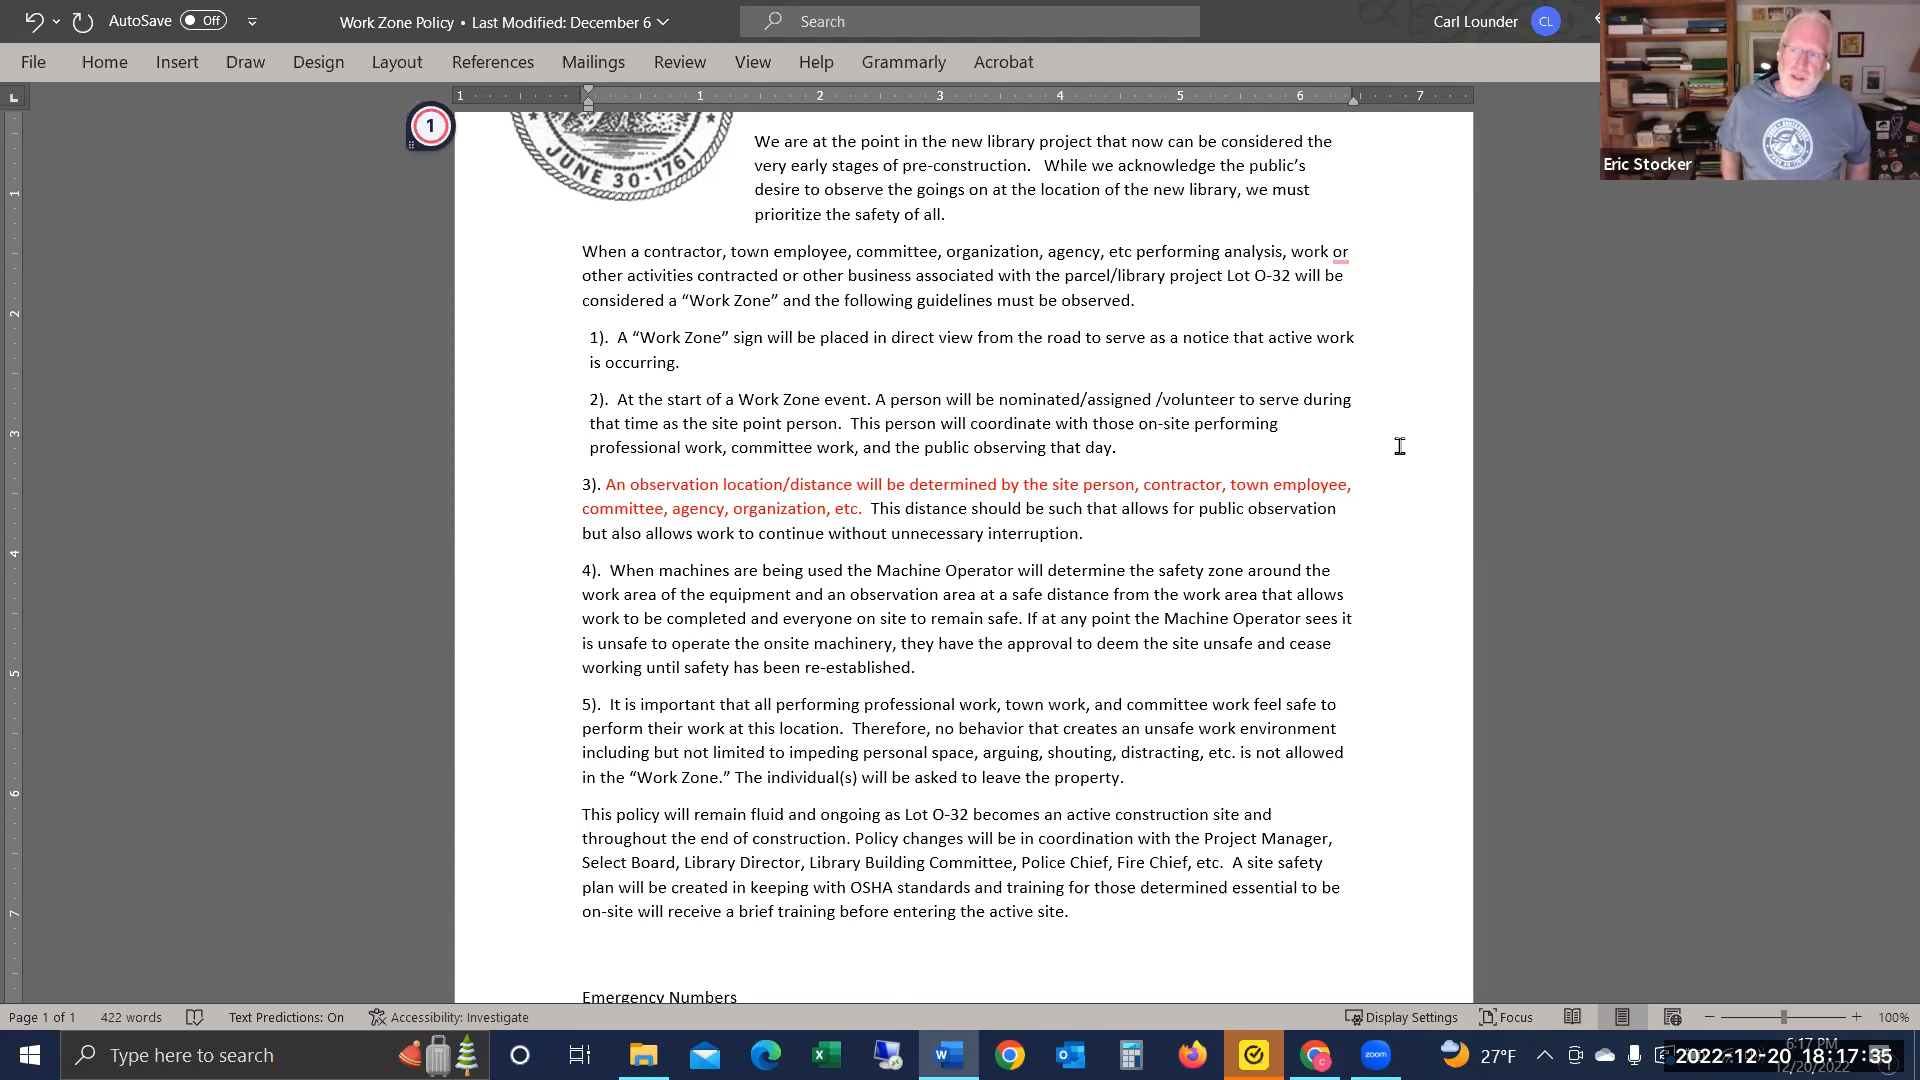 AutoSave Off
Work Zone Policy • Last Modified: December 6
Search
Carl Lounder CL
File Home Insert Draw Design Layout References Mailings Review View Help Grammarly Acrobat
1 1 2 3 4 5 6 7
1
JUNE 30-1761
We are at the point in the new library project that now can be considered the
very early stages of pre-construction. While we acknowledge the public’s
desire to observe the goings on at the location of the new library, we must
prioritize the safety of all.
When a contractor, town employee, committee, organization, agency, etc performing analysis, work or
other activities contracted or other business associated with the parcel/library project Lot O-32 will be
considered a “Work Zone” and the following guidelines must be observed.
1). A “Work Zone” sign will be placed in direct view from the road to serve as a notice that active work
is occurring.
2). At the start of a Work Zone event. A person will be nominated/assigned /volunteer to serve during
that time as the site point person. This person will coordinate with those on-site performing
professional work, committee work, and the public observing that day.
3). An observation location/distance will be determined by the site person, contractor, town employee,
committee, agency, organization, etc. This distance should be such that allows for public observation
but also allows work to continue without unnecessary interruption.
4). When machines are being used the Machine Operator will determine the safety zone around the
work area of the equipment and an observation area at a safe distance from the work area that allows
work to be completed and everyone on site to remain safe. If at any point the Machine Operator sees it
is unsafe to operate the onsite machinery, they have the approval to deem the site unsafe and cease
working until safety has been re-established.
5). It is important that all performing professional work, town work, and committee work feel safe to
perform their work at this location. Therefore, no behavior that creates an unsafe work environment
including but not limited to impeding personal space, arguing, shouting, distracting, etc. is not allowed
in the “Work Zone.” The individual(s) will be asked to leave the property.
This policy will remain fluid and ongoing as Lot O-32 becomes an active construction site and
throughout the end of construction. Policy changes will be in coordination with the Project Manager,
Select Board, Library Director, Library Building Committee, Police Chief, Fire Chief, etc. A site safety
plan will be created in keeping with OSHA standards and training for those determined essential to be
on-site will receive a brief training before entering the active site.
Emergency Numbers
Eric Stocker
1
2
3
4
5
6
7
Page 1 of 1 422 words Text Predictions: On Accessibility: Investigate Display Settings Focus 100%
Type here to search
zoom
27°F
6:17 PM
2022-12-20 18:17:35
12/20/2022